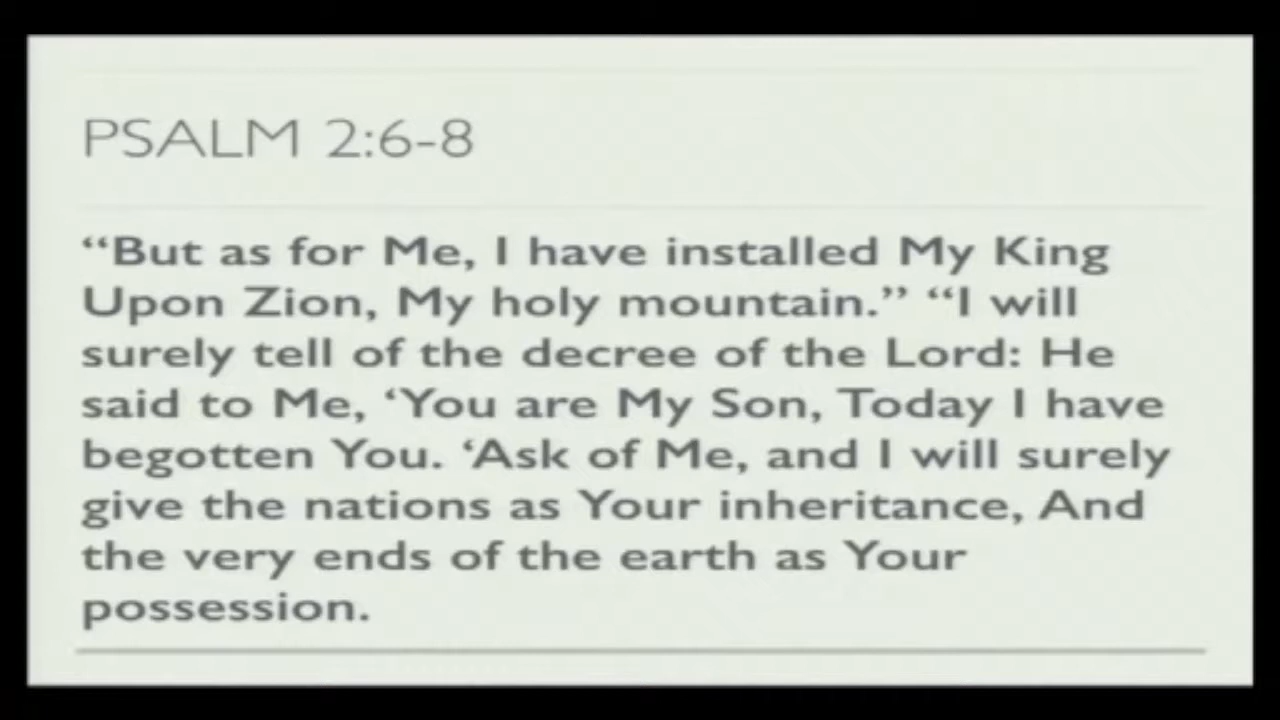 PSALM 2:6-8
“But as for Me, I have installed My King
Upon Zion, My holy mountain.” “I will
surely tell of the decree of the Lord: He
said to Me, ‘You are My Son, Today I have
begotten You. ‘Ask of Me, and I will surely
give the nations as Your inheritance, And
the very ends of the earth as Your
possession.